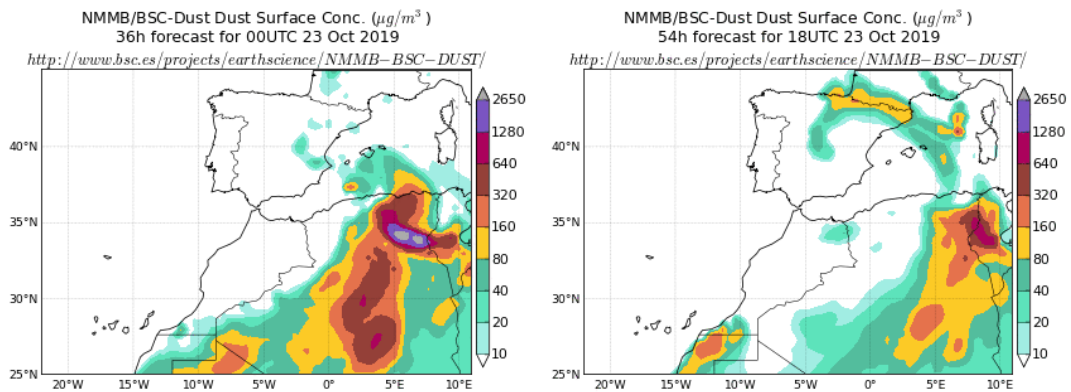 NMMB/BSC-Dust Dust Surface Conc. (μg/m³ )
36h forecast for 00UTC 23 Oct 2019
http://www.bsc.es/projects/earthscience/NMMB−BSC−DUST/
40°N
35°N
30°N
25°N
20°W 15°W 10°W 5°W 0° 5°E 10°E
2650
1280
640
320
160
80
40
20
10
NMMB/BSC-Dust Dust Surface Conc. (μg/m³ )
54h forecast for 18UTC 23 Oct 2019
http://www.bsc.es/projects/earthscience/NMMB−BSC−DUST/
40°N
35°N
30°N
25°N
20°W 15°W 10°W 5°W 0° 5°E 10°E
2650
1280
640
320
160
80
40
20
10